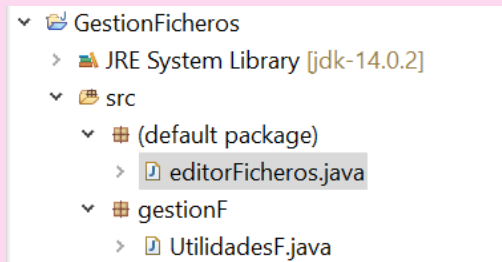 GestionFicheros
JRE System Library [jdk-14.0.2]
src
(default package)
editorFicheros.java
gestionF
UtilidadesF.java